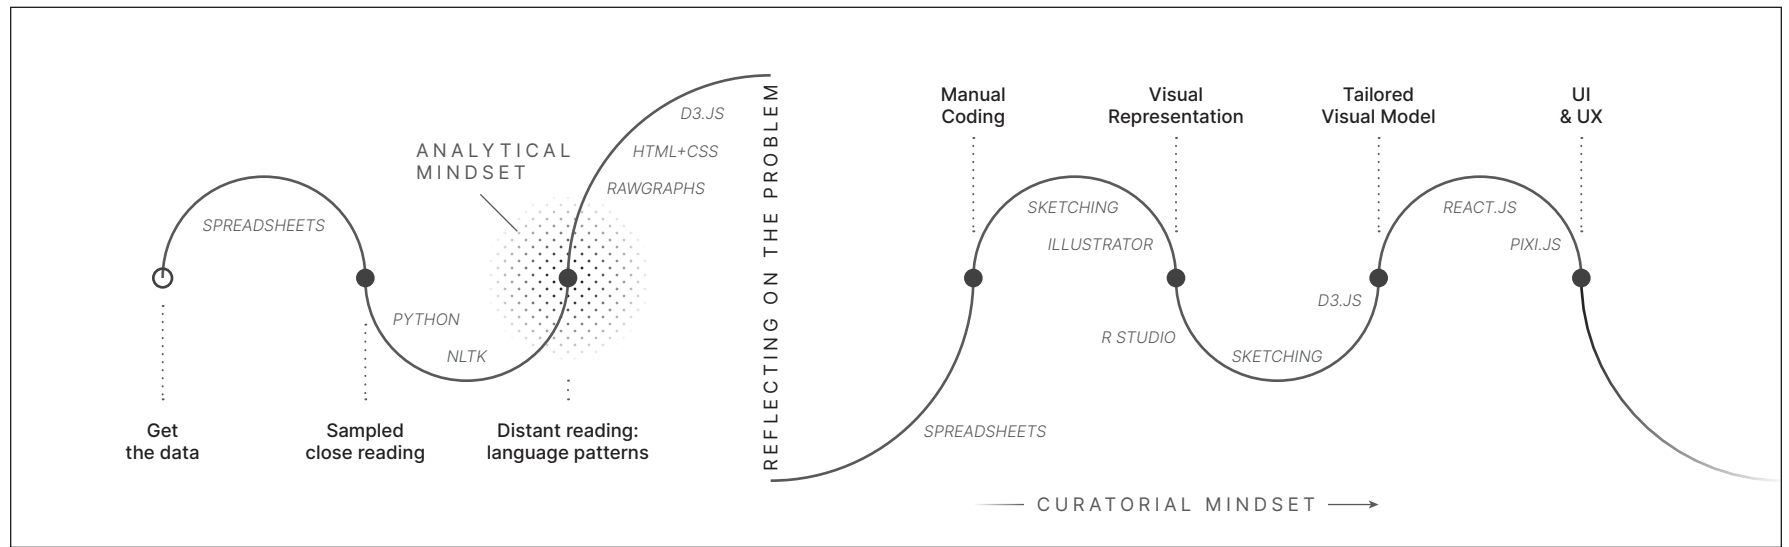 ANALYTICAL
MINDSET
SPREADSHEETS
PYTHON
NLTK
D3.JS
HTML+CSS
RAWGRAPHS
Get
the data
Sampled
close reading
Distant reading:
language patterns
REFLECTING ON THE PROBLEM
Manual
Coding
Visual
Representation
Tailored
Visual Model
UI
& UX
SPREADSHEETS
SKETCHING
ILLUSTRATOR
R STUDIO
SKETCHING
D3.JS
REACT.JS
PIXI.JS
CURATORIAL MINDSET